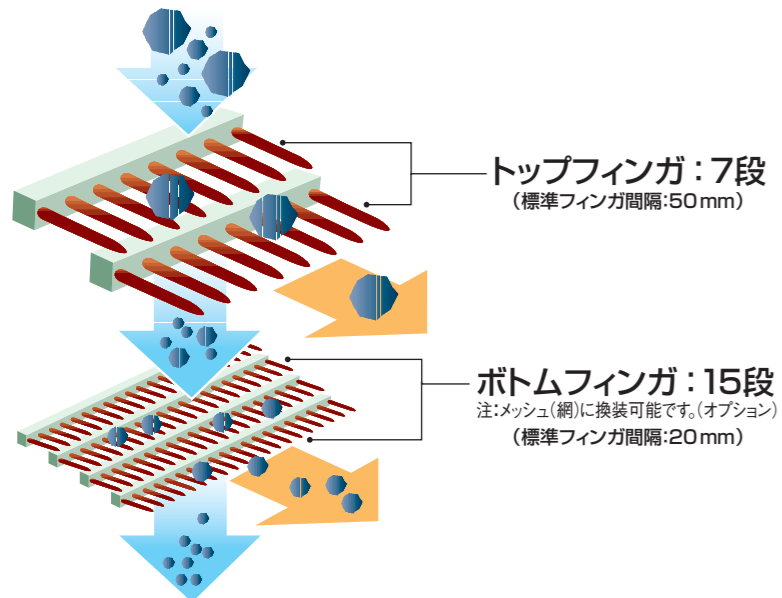 トップフィンガ：7段
（標準フィンガ間隔：50mm）
ボトムフィンガ：15段
注：メッシュ（網）に換装可能です。（オプション）
（標準フィンガ間隔：20mm）